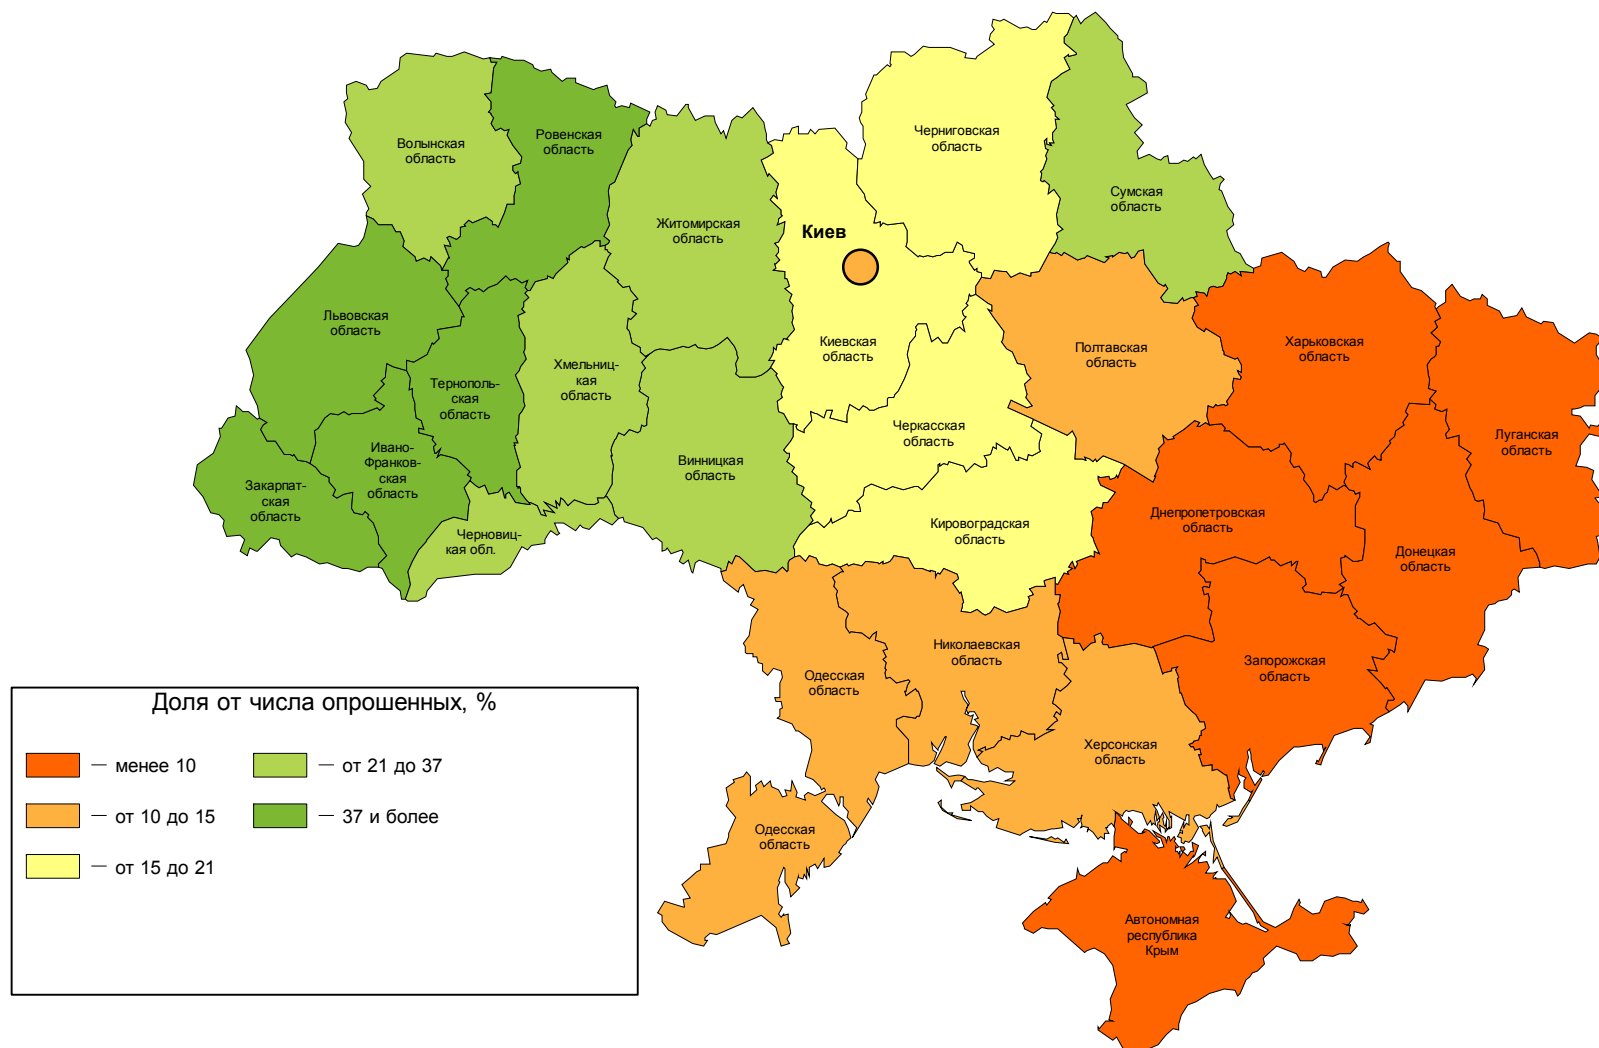 Волынская
область
Ровенская
область
Житомирская
область
Черниговская
область
Сумская
область
Киев
Львовская
область
Тернополь-
ская
область
Хмельниц-
кая
область
Киевская
область
Полтавская
область
Харьковская
область
Луганская
область
Черкасская
область
Винницкая
область
Ивано-
Франков-
ская
область
Закарпат-
ская
область
Черновиц-
кая обл.
Кировоградская
область
Днепропетровская
область
Донецкая
область
Одесская
область
Николаевская
область
Запорожская
область
Херсонская
область
Одесская
область
Автономная
республика
Крым
Доля от числа опрошенных, %
— менее 10
— от 10 до 15
— от 15 до 21
— от 21 до 37
— 37 и более